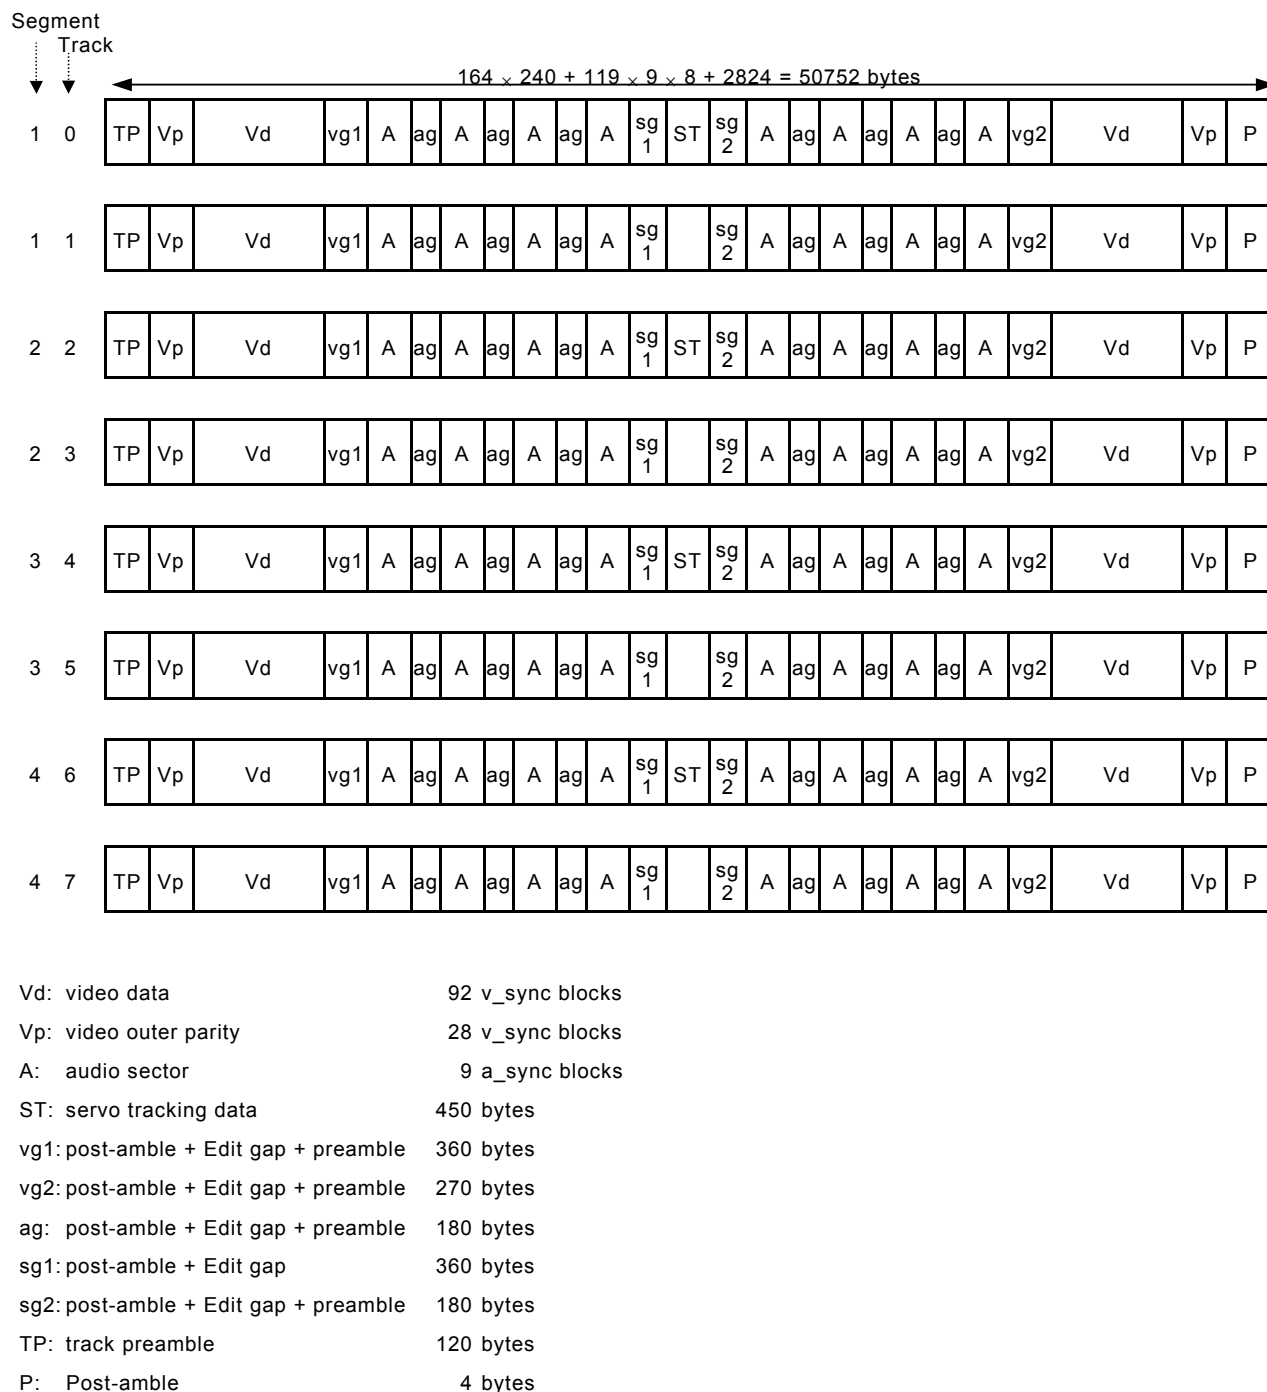 Segment
Track
164 × 240 + 119 × 9 × 8 + 2824 = 50752 bytes
1 0 TP Vp Vd vg1 A ag A ag A ag A sg 1 ST sg 2 A ag A ag A ag A vg2 Vd Vp P
1 1 TP Vp Vd vg1 A ag A ag A ag A sg 1 sg 2 A ag A ag A ag A vg2 Vd Vp P
2 2 TP Vp Vd vg1 A ag A ag A ag A sg 1 ST sg 2 A ag A ag A ag A vg2 Vd Vp P
2 3 TP Vp Vd vg1 A ag A ag A ag A sg 1 sg 2 A ag A ag A ag A vg2 Vd Vp P
3 4 TP Vp Vd vg1 A ag A ag A ag A sg 1 ST sg 2 A ag A ag A ag A vg2 Vd Vp P
3 5 TP Vp Vd vg1 A ag A ag A ag A sg 1 sg 2 A ag A ag A ag A vg2 Vd Vp P
4 6 TP Vp Vd vg1 A ag A ag A ag A sg 1 ST sg 2 A ag A ag A ag A vg2 Vd Vp P
4 7 TP Vp Vd vg1 A ag A ag A ag A sg 1 sg 2 A ag A ag A ag A vg2 Vd Vp P
Vd: video data 92 v_sync blocks
Vp: video outer parity 28 v_sync blocks
A: audio sector 9 a_sync blocks
ST: servo tracking data 450 bytes
vg1: post-amble + Edit gap + preamble 360 bytes
vg2: post-amble + Edit gap + preamble 270 bytes
ag: post-amble + Edit gap + preamble 180 bytes
sg1: post-amble + Edit gap 360 bytes
sg2: post-amble + Edit gap + preamble 180 bytes
TP: track preamble 120 bytes
P: Post-amble 4 bytes